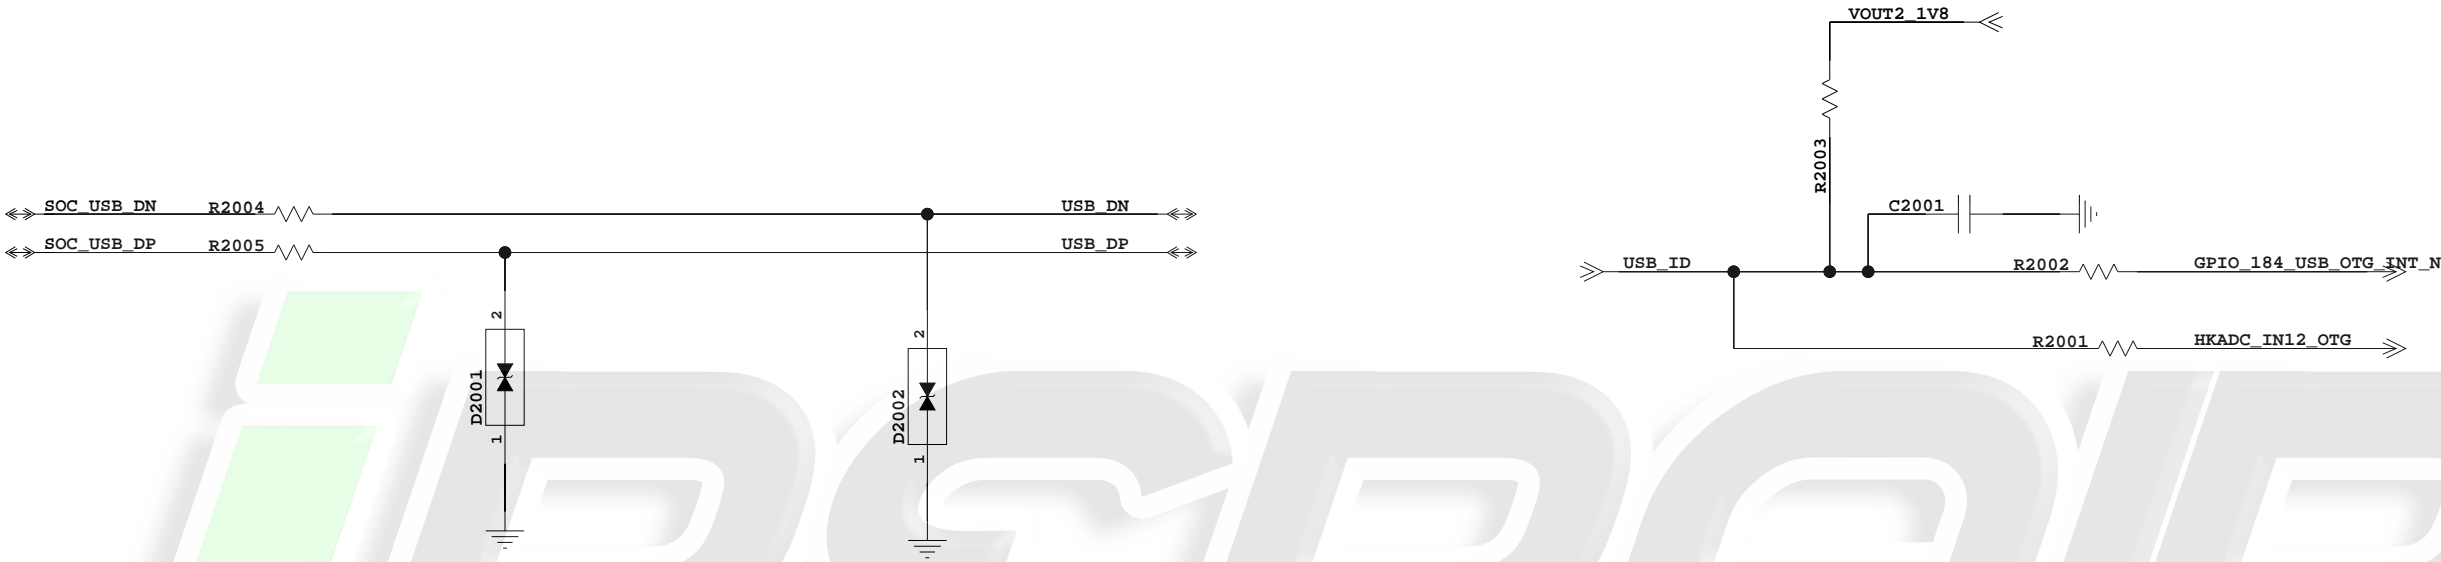 VOUT2_1V8
R2003
SOC_USB_DN R2004 USB_DN
C2001
SOC_USB_DP R2005 USB_DP
USB_ID R2002 GPIO_184_USB_OTG_INT_N
2
2
R2001 HKADC_IN12_OTG
D2001
D2002
1
1